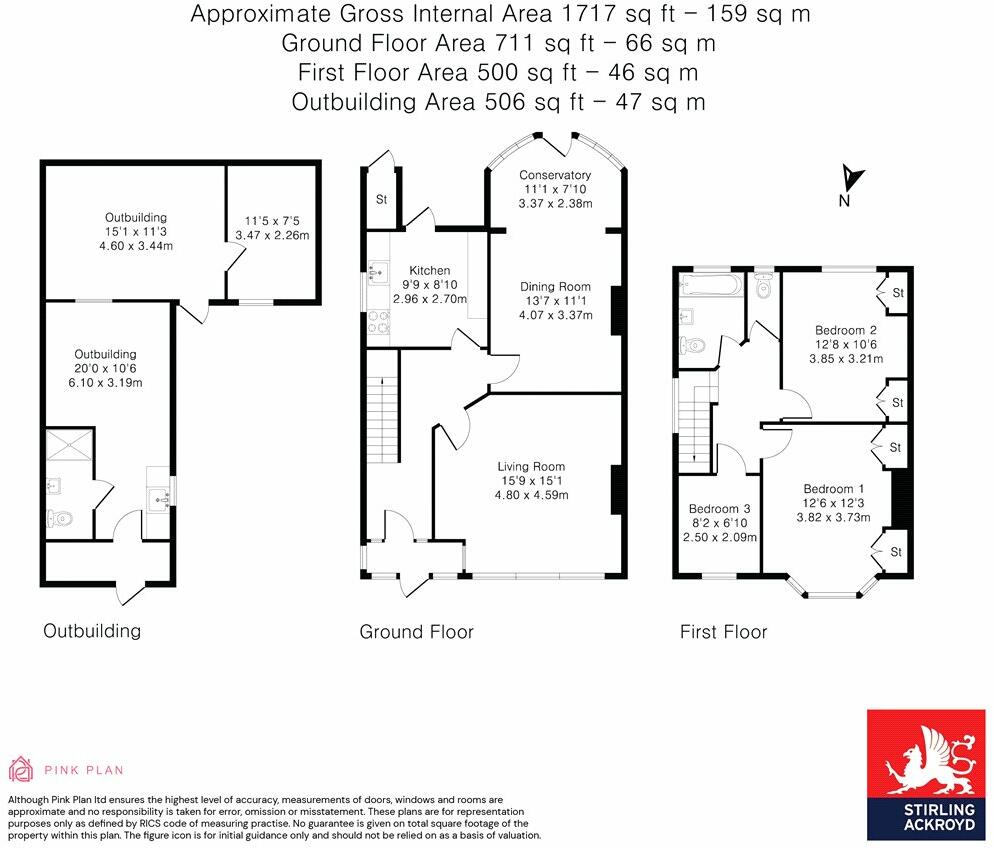 Approximate Gross Internal Area 1717 sq ft – 159 sq m
Ground Floor Area 711 sq ft – 66 sq m
First Floor Area 500 sq ft – 46 sq m
Outbuilding Area 506 sq ft – 47 sq m
Outbuilding
15'1 x 11'3
4.60 x 3.44m
11'5 x 7'5
3.47 x 2.26m
Outbuilding
20'0 x 10'6
6.10 x 3.19m
Outbuilding
St
Conservatory
11'1 x 7'10
3.37 x 2.38m
Kitchen
9'9 x 8'10
2.96 x 2.70m
Dining Room
13'7 x 11'1
4.07 x 3.37m
Living Room
15'9 x 15'1
4.80 x 4.59m
Ground Floor
N
St
Bedroom 2
12'8 x 10'6
3.85 x 3.21m
St
St
Bedroom 1
12'6 x 12'3
3.82 x 3.73m
Bedroom 3
8'2 x 6'10
2.50 x 2.09m
St
First Floor
PINK PLAN
Although Pink Plan ltd ensures the highest level of accuracy, measurements of doors, windows and rooms are
approximate and no responsibility is taken for error, omission or misstatement. These plans are for representation
purposes only as defined by RICS code of measuring practise. No guarantee is given on total square footage of the
property within this plan. The figure icon is for initial guidance only and should not be relied on as a basis of valuation.
STIRLING
ACKROYD